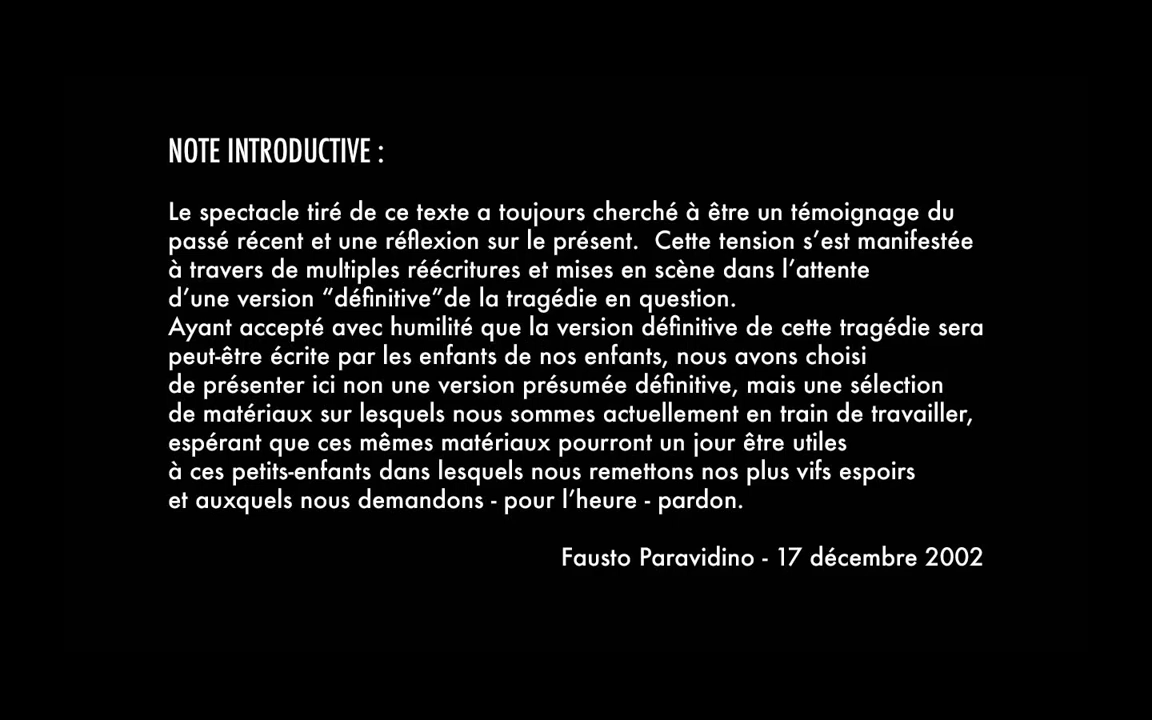 NOTE INTRODUCTIVE :
Le spectacle tiré de ce texte a toujours cherché à être un témoignage du
passé récent et une réflexion sur le présent.  Cette tension s’est manifestée
à travers de multiples réécritures et mises en scène dans l’attente
d’une version “définitive”de la tragédie en question.
Ayant accepté avec humilité que la version définitive de cette tragédie sera
peut-être écrite par les enfants de nos enfants, nous avons choisi
de présenter ici non une version présumée définitive, mais une sélection
de matériaux sur lesquels nous sommes actuellement en train de travailler,
espérant que ces mêmes matériaux pourront un jour être utiles
à ces petits-enfants dans lesquels nous remettons nos plus vifs espoirs
et auxquels nous demandons - pour l’heure - pardon.
Fausto Paravidino - 17 décembre 2002